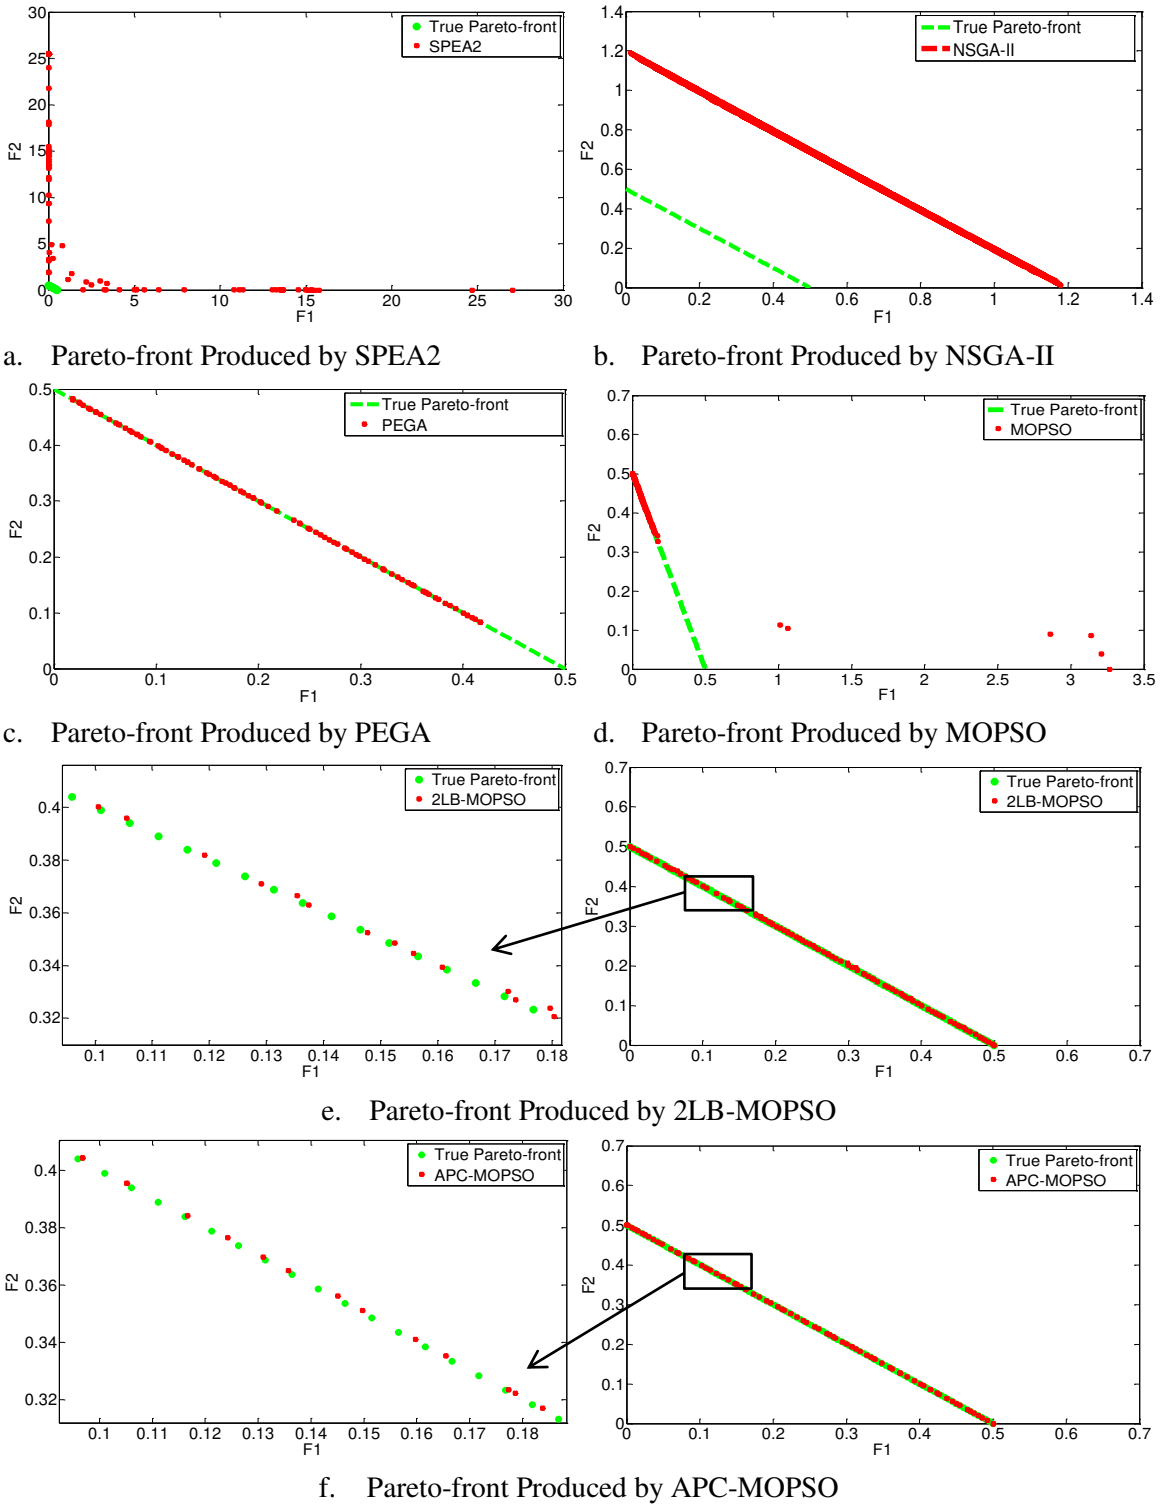 30
25
20
15
10
5
0
0 5 10 15 20 25 30
F2
F1
True Pareto-front
SPEA2
a. Pareto-front Produced by SPEA2
1.4
1.2
1
0.8
0.6
0.4
0.2
0
0 0.2 0.4 0.6 0.8 1 1.2 1.4
F2
F1
True Pareto-front
NSGA-II
b. Pareto-front Produced by NSGA-II
0.5
0.4
0.3
0.2
0.1
0
0 0.1 0.2 0.3 0.4 0.5
F2
F1
True Pareto-front
PEGA
c. Pareto-front Produced by PEGA
0.7
0.6
0.5
0.4
0.3
0.2
0.1
0
0 0.5 1 1.5 2 2.5 3 3.5
F2
F1
True Pareto-front
MOPSO
d. Pareto-front Produced by MOPSO
0.4
0.38
0.36
0.34
0.32
0.1 0.11 0.12 0.13 0.14 0.15 0.16 0.17 0.18
F2
F1
True Pareto-front
2LB-MOPSO
0.7
0.6
0.5
0.4
0.3
0.2
0.1
0
0 0.1 0.2 0.3 0.4 0.5 0.6 0.7
F2
F1
True Pareto-front
2LB-MOPSO
e. Pareto-front Produced by 2LB-MOPSO
0.4
0.38
0.36
0.34
0.32
0.1 0.11 0.12 0.13 0.14 0.15 0.16 0.17 0.18
F2
F1
True Pareto-front
APC-MOPSO
0.7
0.6
0.5
0.4
0.3
0.2
0.1
0
0 0.1 0.2 0.3 0.4 0.5 0.6 0.7
F2
F1
True Pareto-front
APC-MOPSO
f. Pareto-front Produced by APC-MOPSO